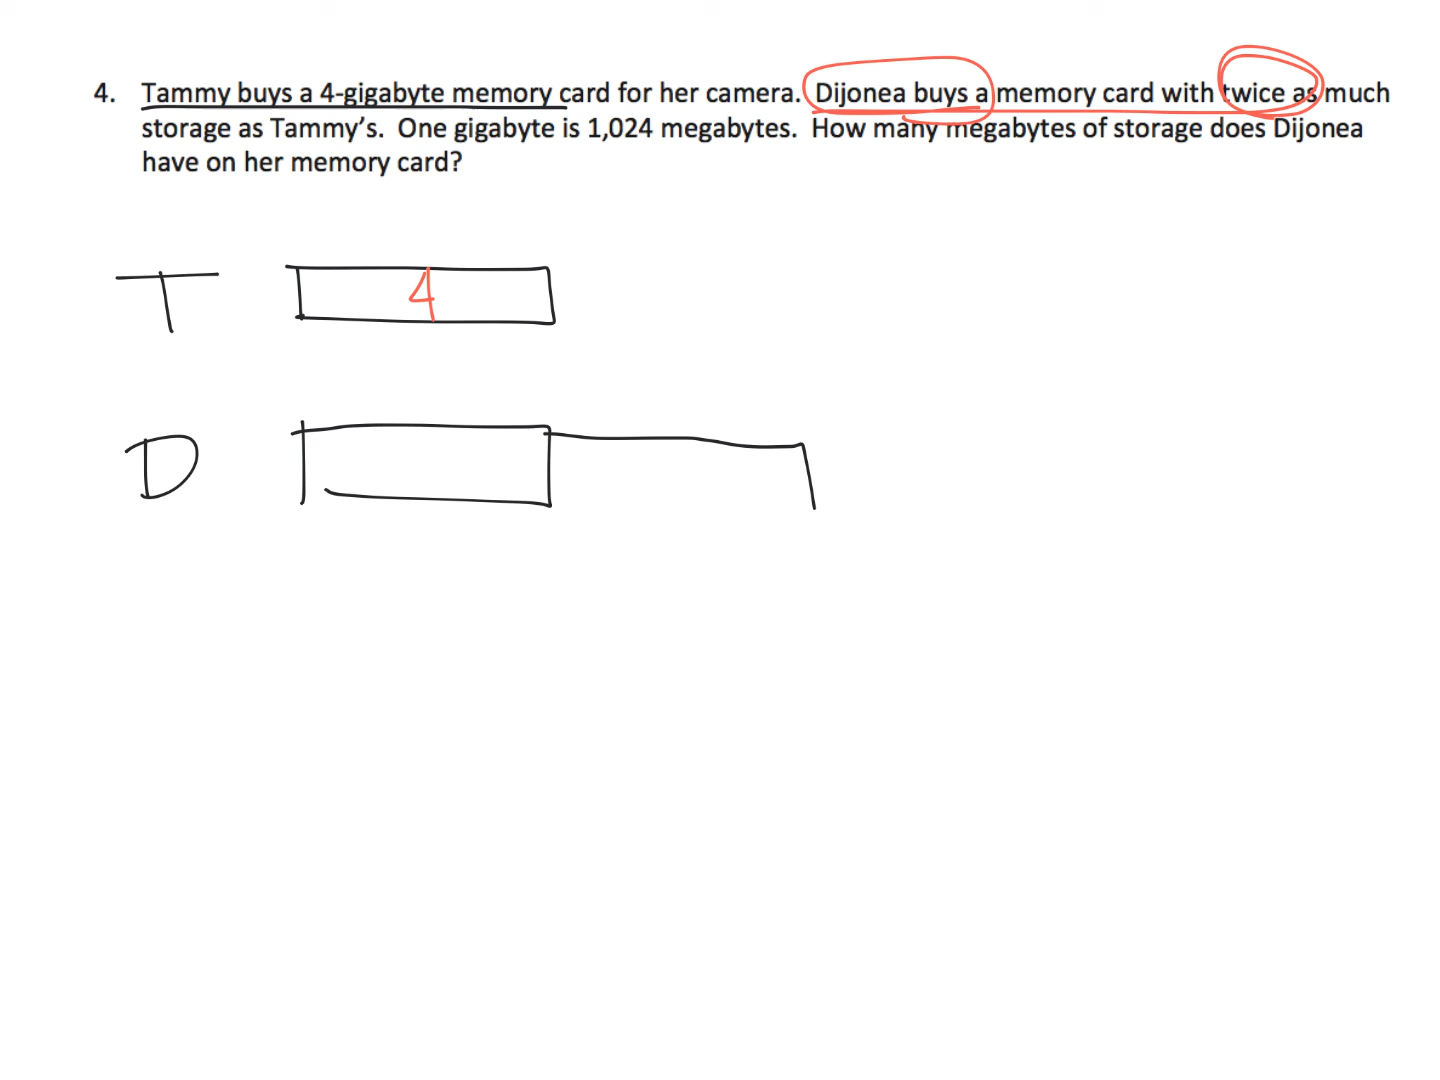 4. Tammy buys a 4-gigabyte memory card for her camera. Dijonea buys a memory card with twice as much
storage as Tammy's. One gigabyte is 1,024 megabytes. How many megabytes of storage does Dijonea
have on her memory card?
T 4
D